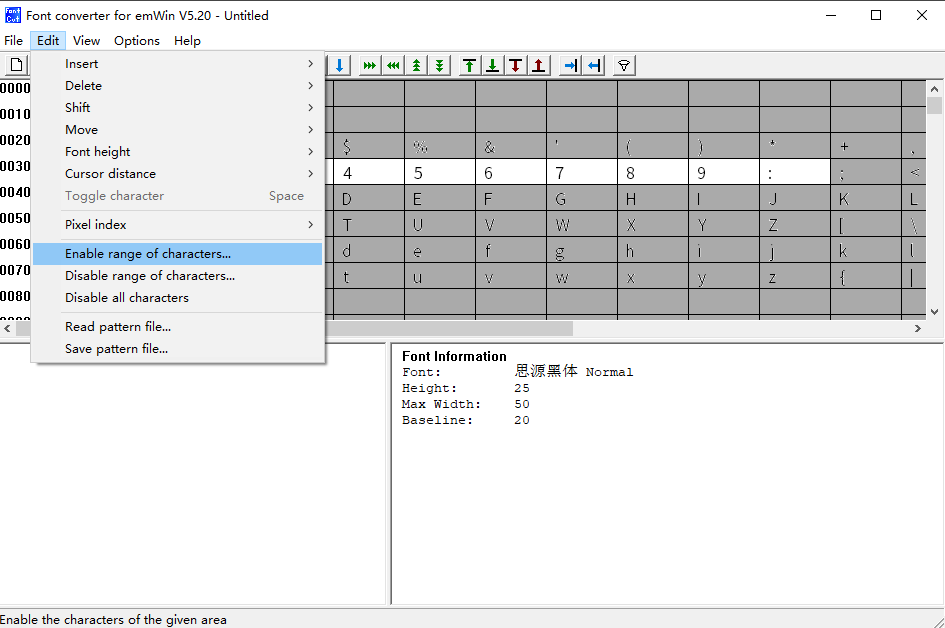 Font converter for emWin V5.20 - Untitled
File Edit View Options Help
Insert
Delete
Shift
Move
Font height
Cursor distance
Toggle character Space
Pixel index
Enable range of characters...
Disable range of characters...
Disable all characters
Read pattern file...
Save pattern file...
0000
0010
0020 $ % & ' ( ) * + ,
0030 4 5 6 7 8 9 : ; <
0040 D E F G H I J K L
0050 T U V W X Y Z [ \
0060 d e f g h i j k l
0070 t u v w x y z { |
0080
Font Information
Font: 思源黑体 Normal
Height: 25
Max Width: 50
Baseline: 20
Enable the characters of the given area